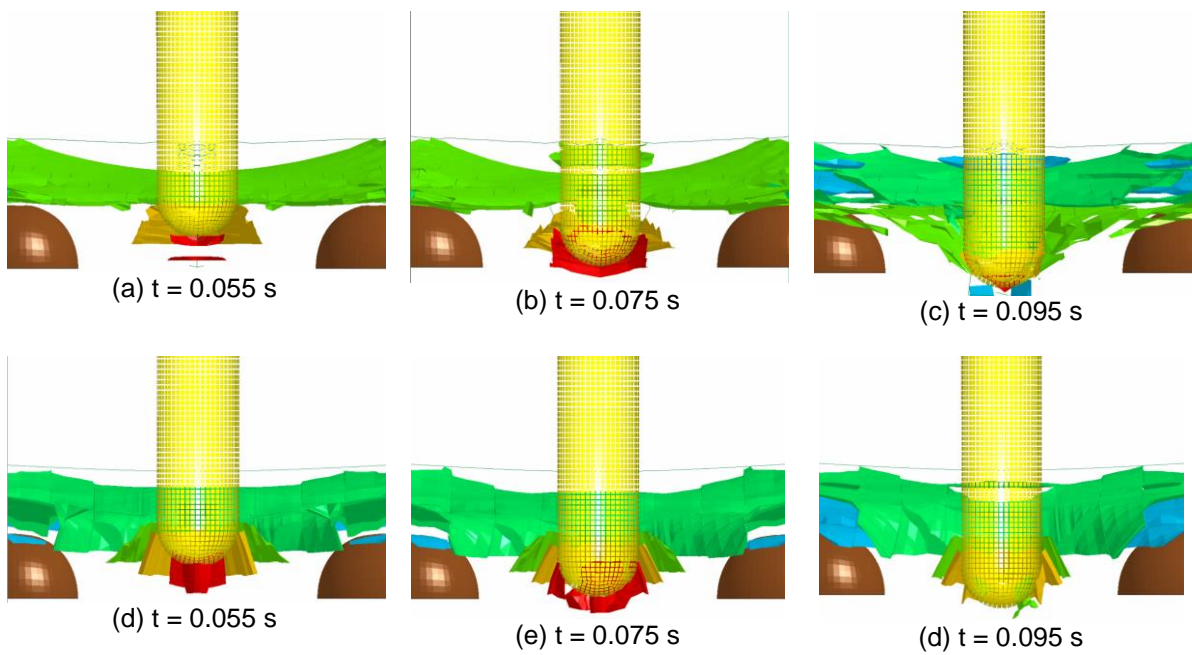 (a) t = 0.055 s
(b) t = 0.075 s
(c) t = 0.095 s
(d) t = 0.055 s
(e) t = 0.075 s
(d) t = 0.095 s